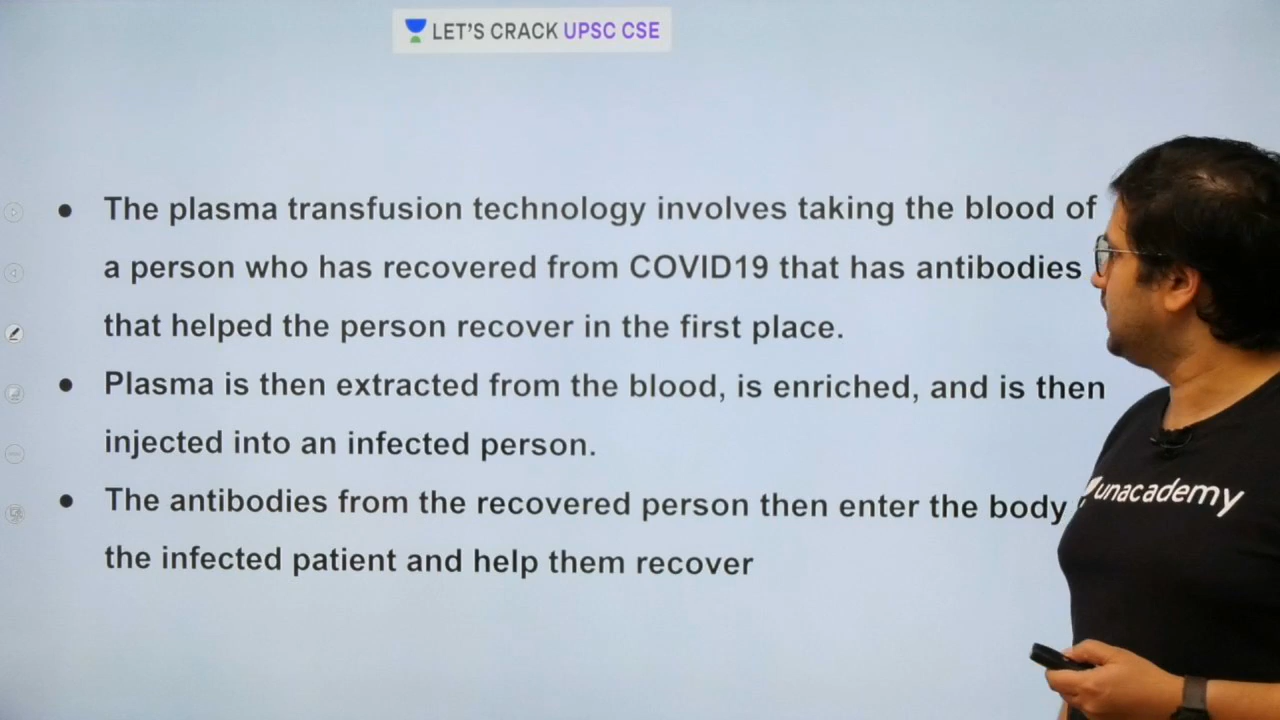 LET'S CRACK UPSC CSE
● The plasma transfusion technology involves taking the blood of
a person who has recovered from COVID19 that has antibodies
that helped the person recover in the first place.
● Plasma is then extracted from the blood, is enriched, and is then
injected into an infected person.
● The antibodies from the recovered person then enter the body
the infected patient and help them recover
unacademy